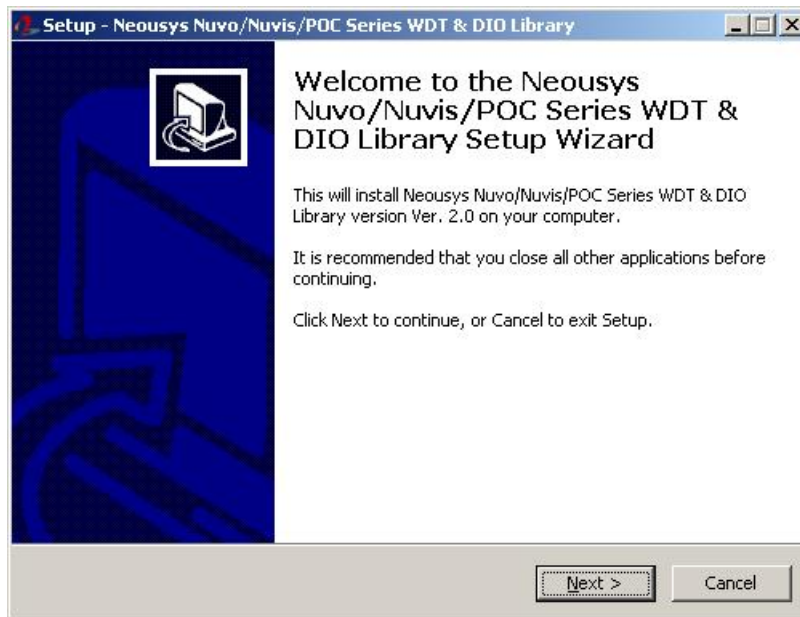 Setup - Neousys Nuvo/Nuvis/POC Series WDT & DIO Library
Welcome to the Neousys
Nuvo/Nuvis/POC Series WDT &
DIO Library Setup Wizard
This will install Neousys Nuvo/Nuvis/POC Series WDT & DIO
Library version Ver. 2.0 on your computer.
It is recommended that you close all other applications before
continuing.
Click Next to continue, or Cancel to exit Setup.
Next >
Cancel